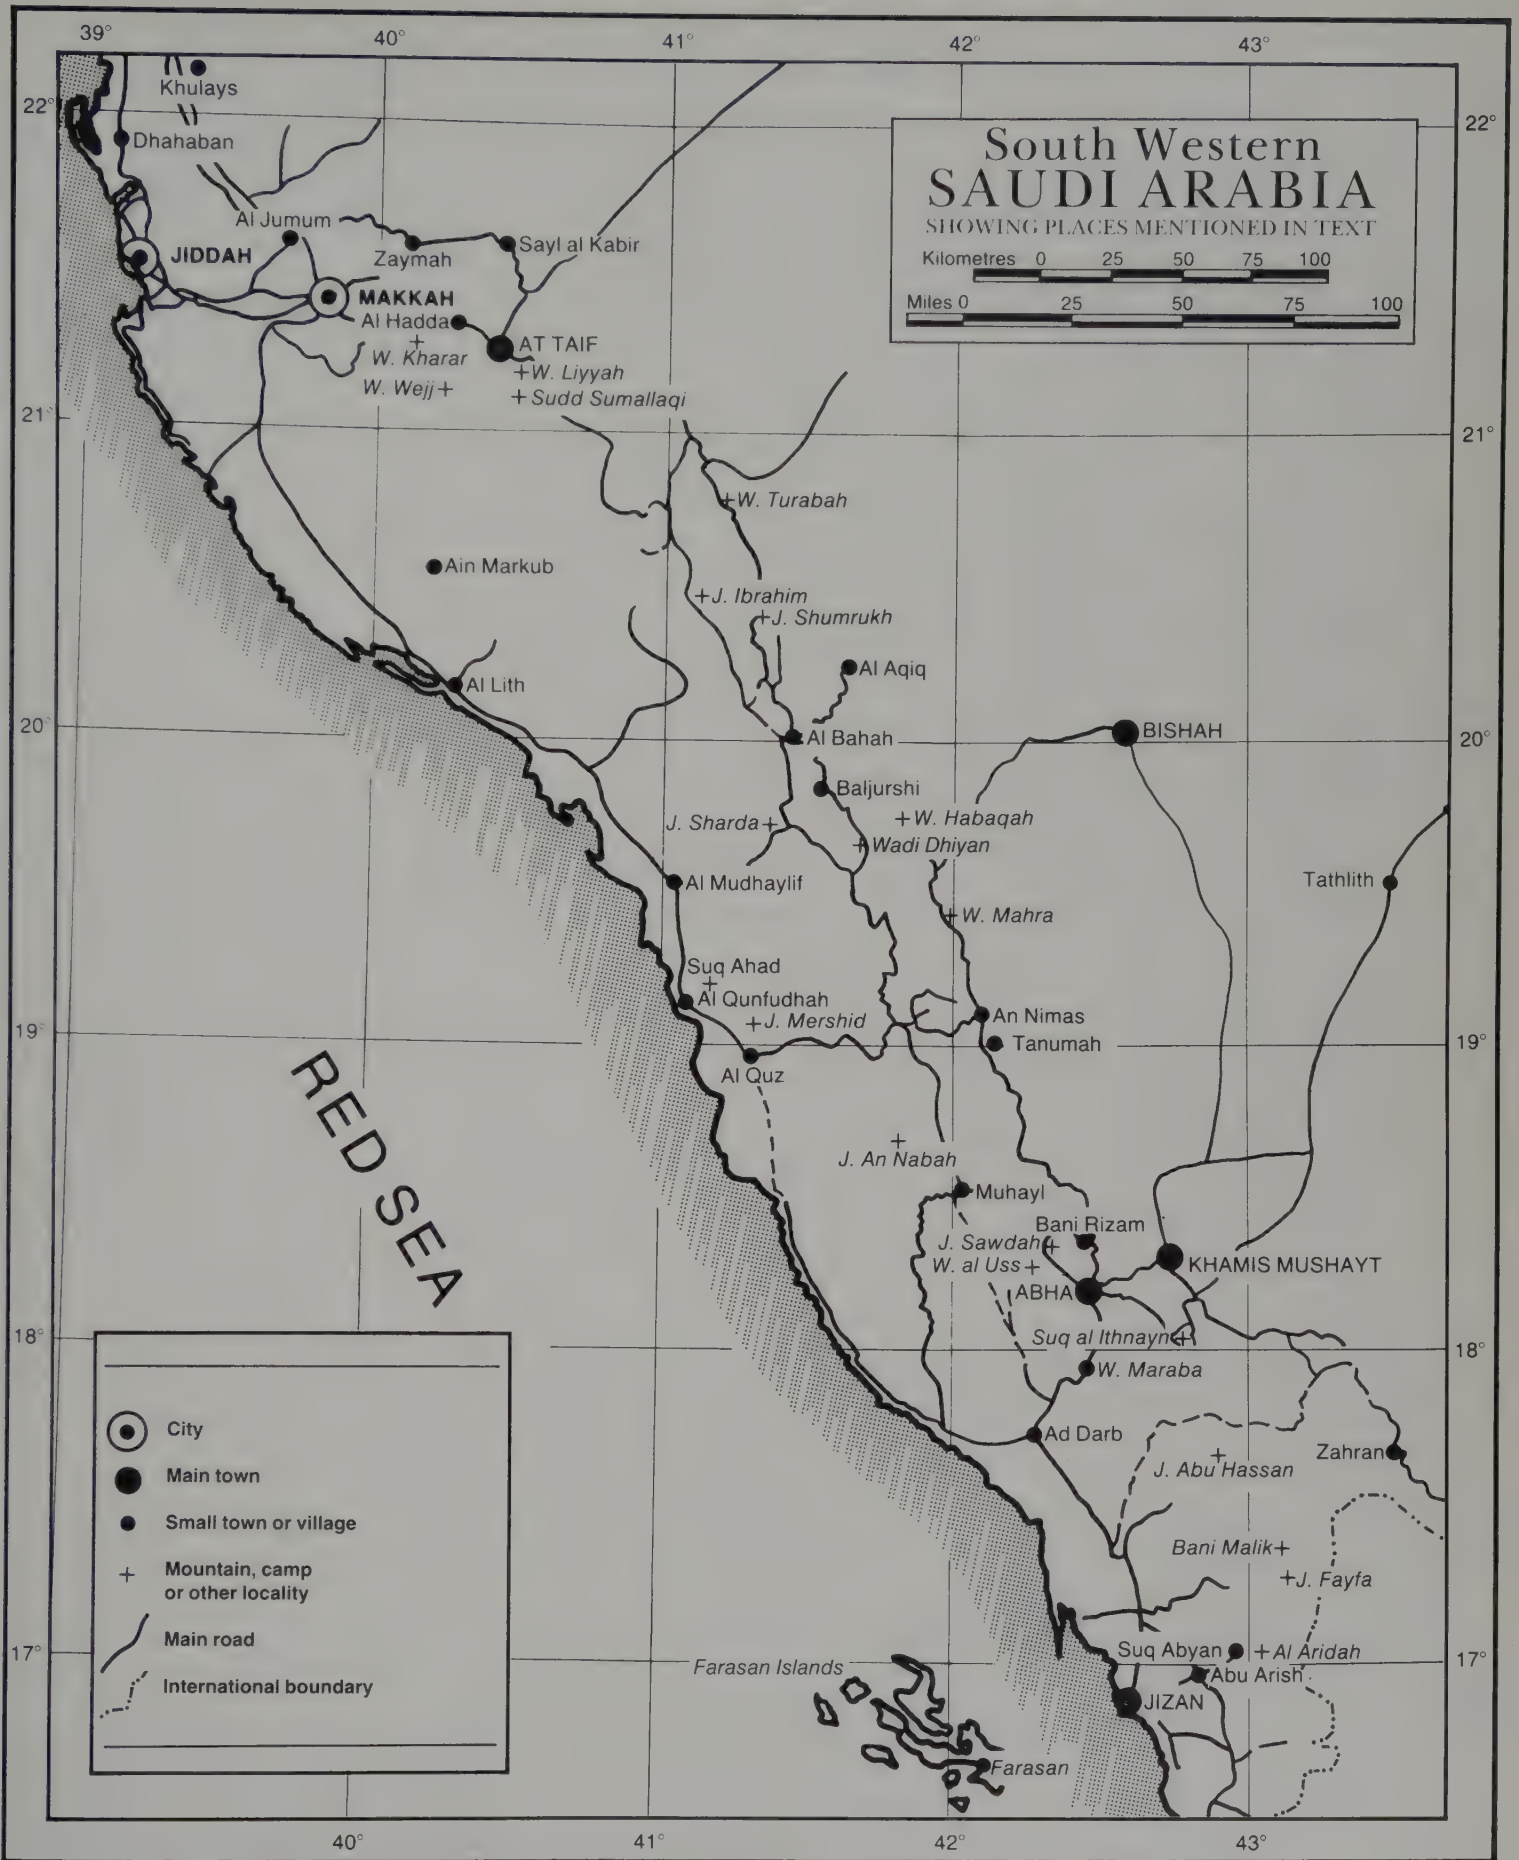 39°
40°
41°
42°
43°
22°
22°
Khulays
Dhahaban
South Western
SAUDI ARABIA
SHOWING PLACES MENTIONED IN TEXT
Kilometres 0 25 50 75 100
Miles 0 25 50 75 100
Al Jumum
JIDDAH
Zaymah
Sayl al Kabir
MAKKAH
Al Hadda
AT TAIF
W. Kharar
W. Liyyah
W. Wejj
Sudd Sumallaqi
21°
21°
W. Turabah
Ain Markub
J. Ibrahim
J. Shumrukh
Al Aqiq
Al Lith
20°
20°
Al Bahah
BISHAH
Baljurshi
J. Sharda
W. Habaqah
Wadi Dhiyan
Al Mudhaylif
Tathlith
W. Mahra
Suq Ahad
Al Qunfudhah
J. Mershid
An Nimas
19°
Tanumah
19°
Al Quz
RED SEA
J. An Nabah
Muhayl
Bani Rizam
J. Sawdah
W. al Uss
KHAMIS MUSHAYT
ABHA
18°
Suq al Ithnayn
18°
W. Maraba
Ad Darb
J. Abu Hassan
Zahran
Bani Malik
J. Fayfa
Suq Abyan
Al Aridah
17°
Farasan Islands
17°
Abu Arish
JIZAN
Farasan
City
Main town
Small town or village
Mountain, camp
or other locality
Main road
International boundary
40°
41°
42°
43°